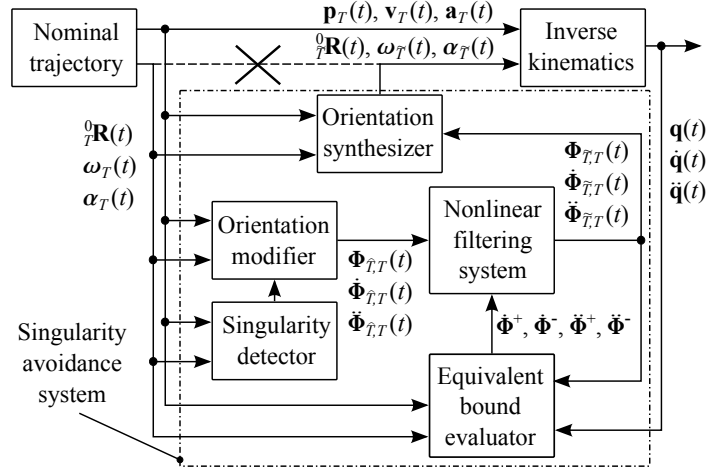 Nominal
trajectory
𝐩_T(t), 𝐯_T(t), 𝐚_T(t)
^0_T̃𝐑(t), 𝛚_T̃(t), 𝛂_T̃(t)
Inverse
kinematics
Orientation
synthesizer
^0_T𝐑(t)
𝛚_T(t)
𝛂_T(t)
𝐪(t)
𝐪̇(t)
𝐪̈(t)
𝚽_T̃,T(t)
𝚽̇_T̃,T(t)
𝚽̈_T̃,T(t)
Orientation
modifier
Nonlinear
filtering
system
𝚽_T̂,T(t)
𝚽̇_T̂,T(t)
𝚽̈_T̂,T(t)
Singularity
detector
𝚽̇⁺, 𝚽̇⁻, 𝚽̈⁺, 𝚽̈⁻
Singularity
avoidance
system
Equivalent
bound
evaluator